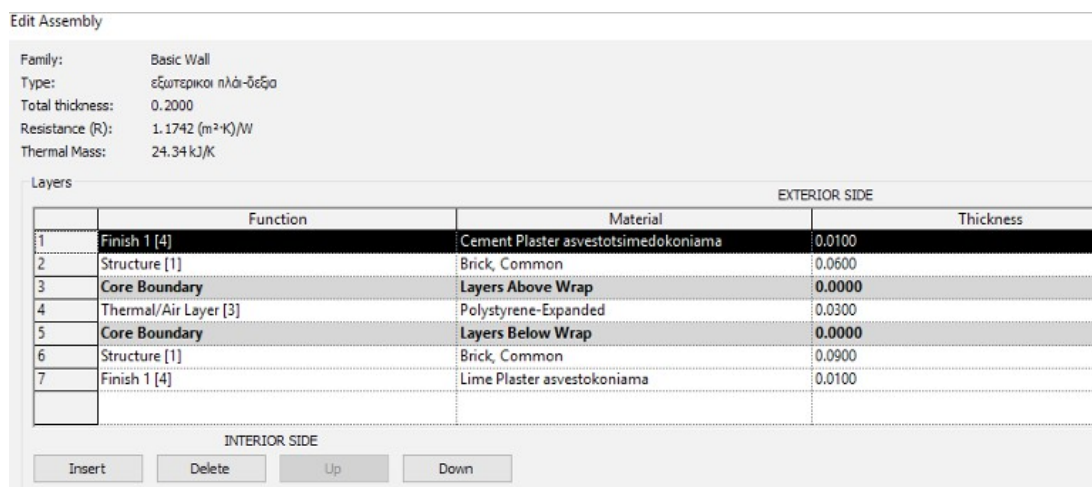 Edit Assembly
Family: Basic Wall
Type: εξωτερικοι πλάι-δεξια
Total thickness: 0.2000
Resistance (R): 1.1742 (m²·K)/W
Thermal Mass: 24.34 kJ/K
Layers
EXTERIOR SIDE
Function Material Thickness
1 Finish 1 [4] Cement Plaster asvestotsimedokoniama 0.0100
2 Structure [1] Brick, Common 0.0600
3 Core Boundary Layers Above Wrap 0.0000
4 Thermal/Air Layer [3] Polystyrene-Expanded 0.0300
5 Core Boundary Layers Below Wrap 0.0000
6 Structure [1] Brick, Common 0.0900
7 Finish 1 [4] Lime Plaster asvestokoniama 0.0100
INTERIOR SIDE
Insert Delete Up Down